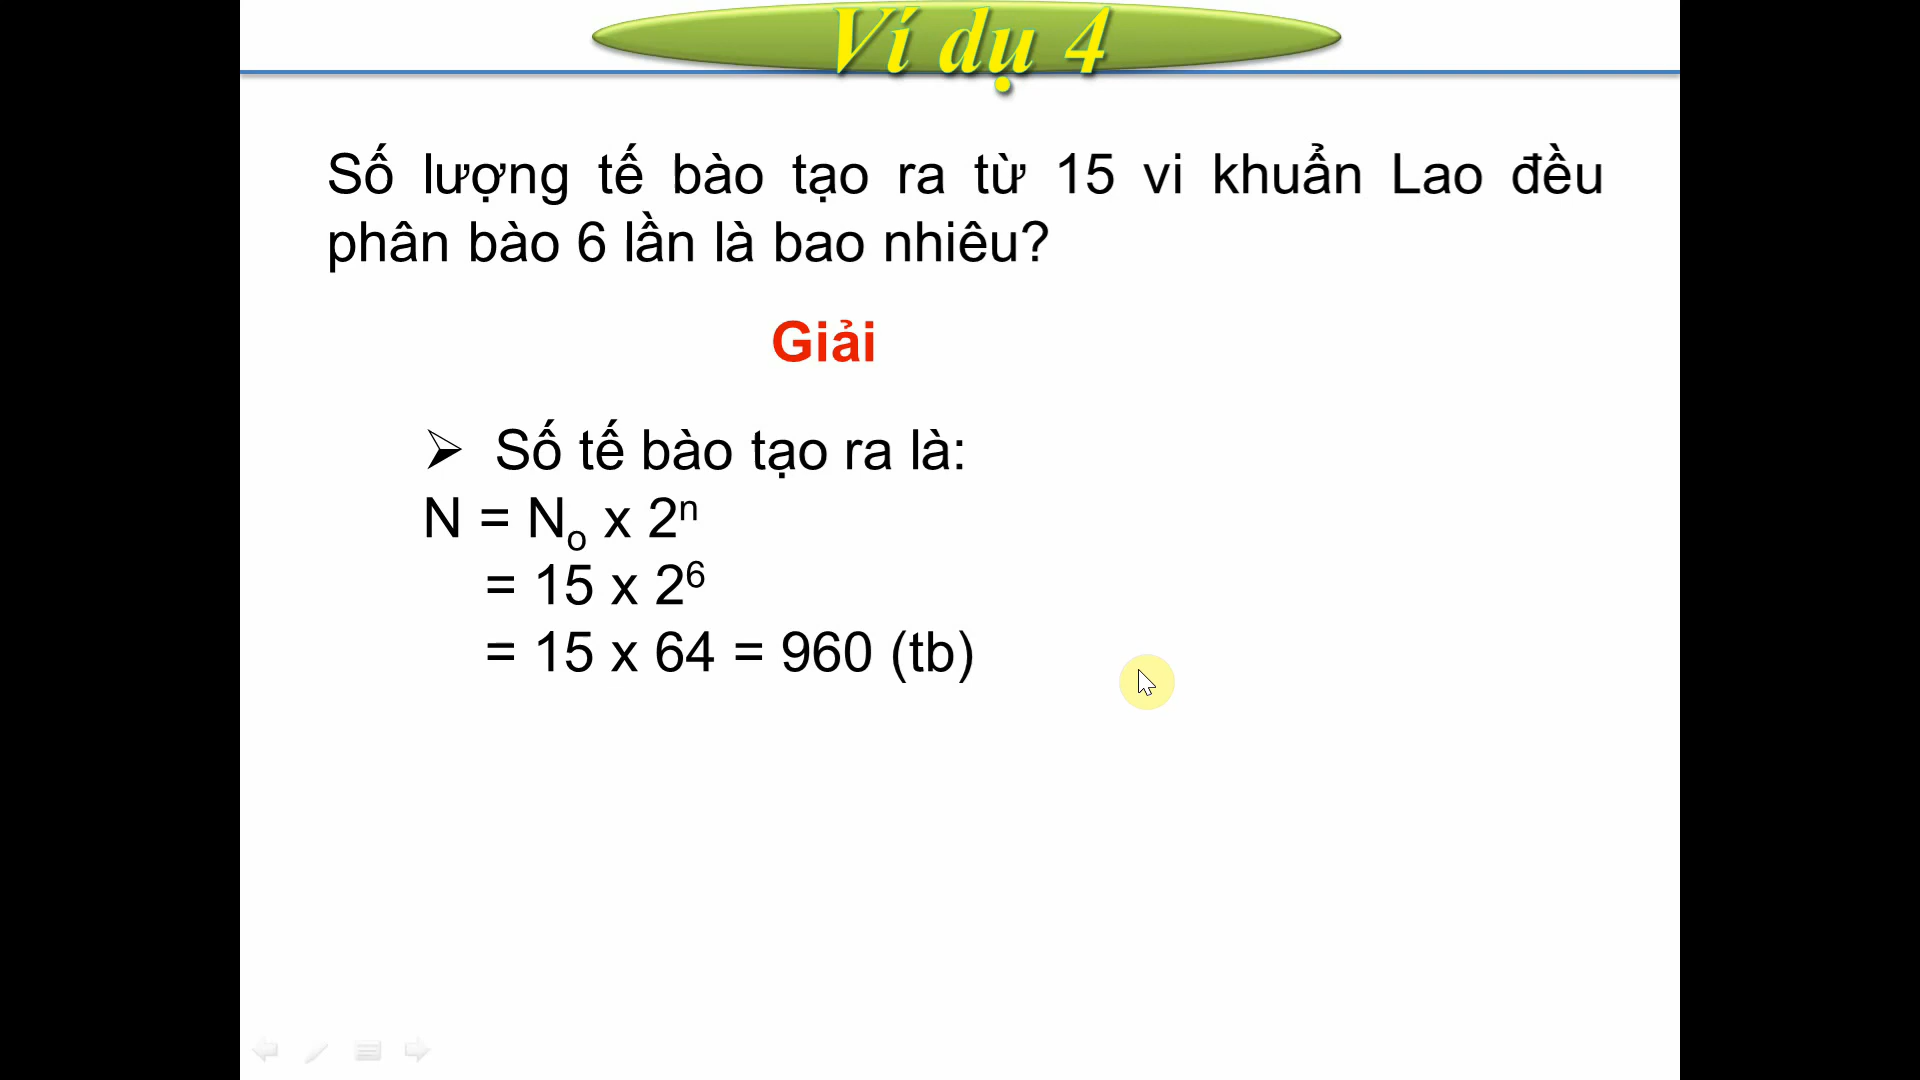 Ví dụ 4
Số lượng tế bào tạo ra từ 15 vi khuẩn Lao đều
phân bào 6 lần là bao nhiêu?
Giải
➢ Số tế bào tạo ra là:
N = Nₒ x 2ⁿ
= 15 x 2⁶
= 15 x 64 = 960 (tb)